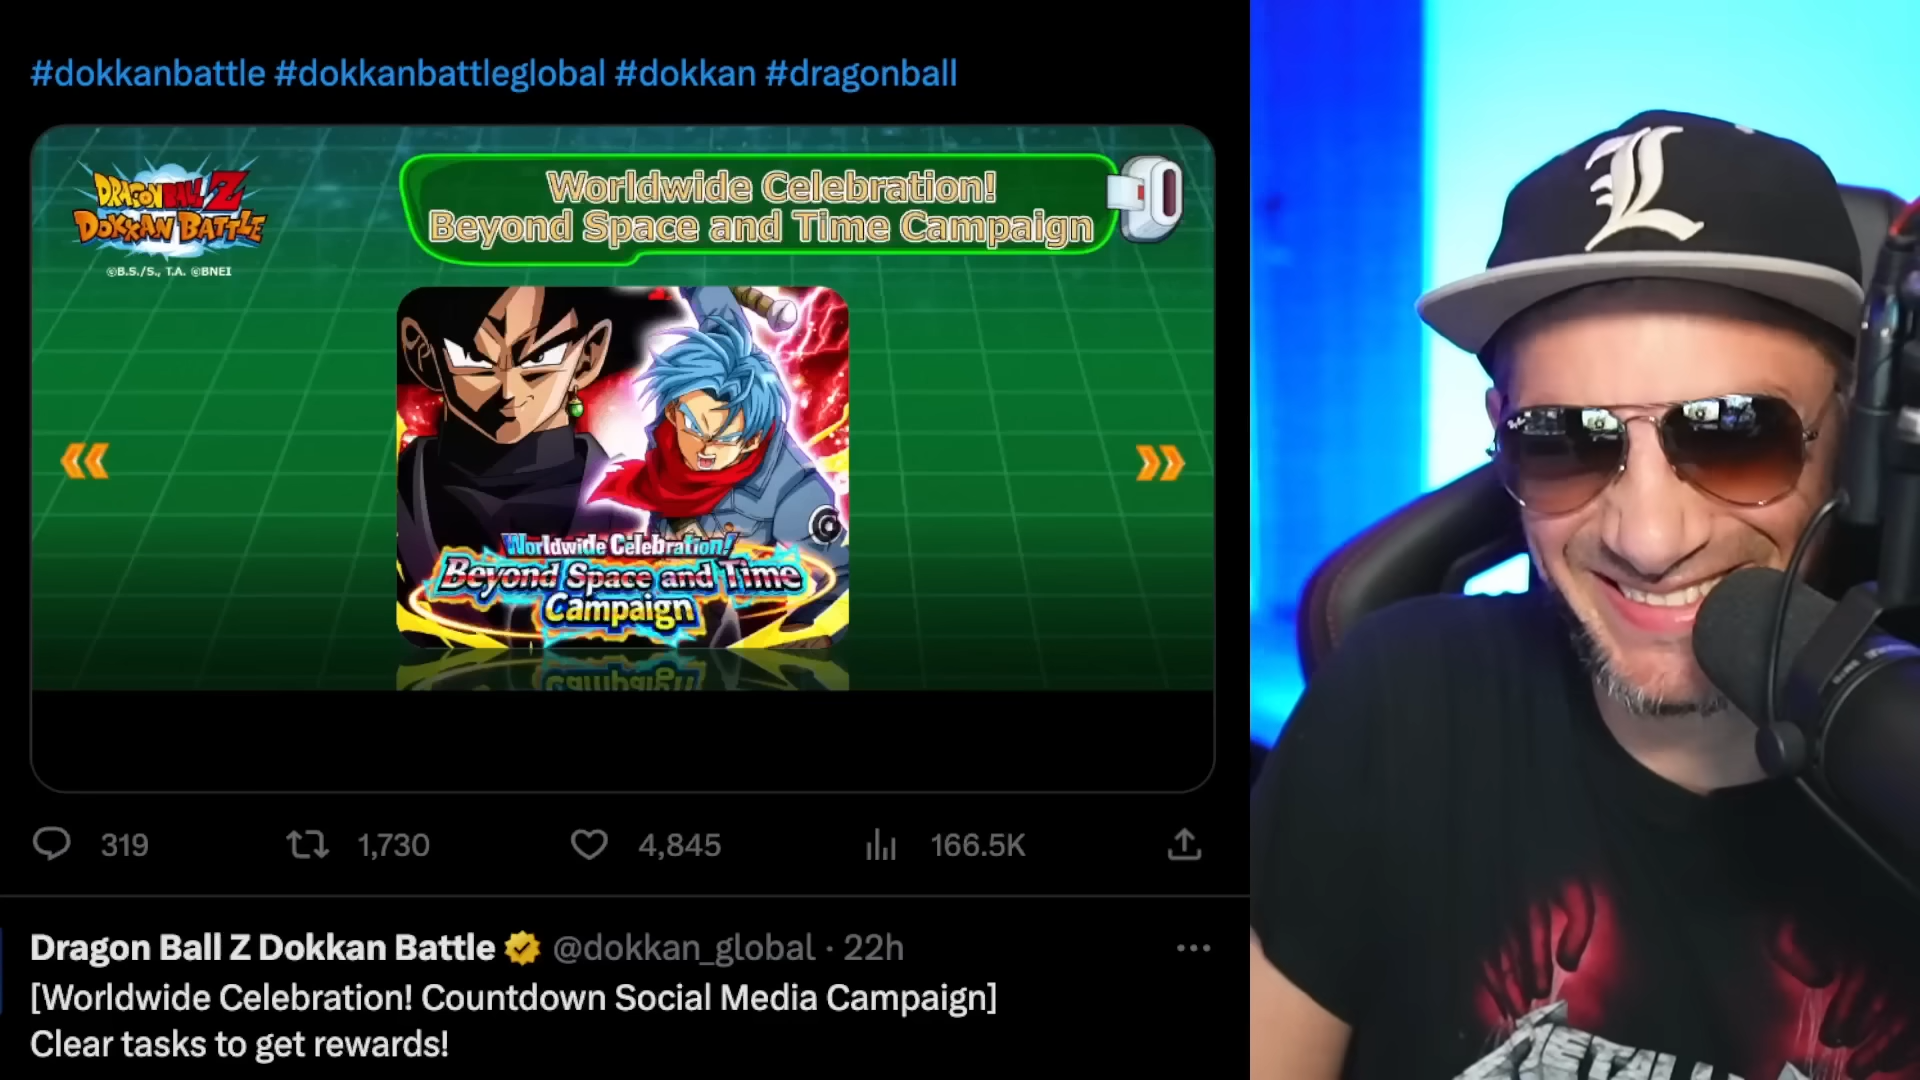 #dokkanbattle #dokkanbattleglobal #dokkan #dragonball
DRAGON BALL Z
DOKKAN BATTLE
©B.S./S., T.A. ©BNEI
Worldwide Celebration!
Beyond Space and Time Campaign
Worldwide Celebration!
Beyond Space and Time
Campaign
319
1,730
4,845
166.5K
Dragon Ball Z Dokkan Battle @dokkan_global · 22h
[Worldwide Celebration! Countdown Social Media Campaign]
Clear tasks to get rewards!
L
Ray-Ban